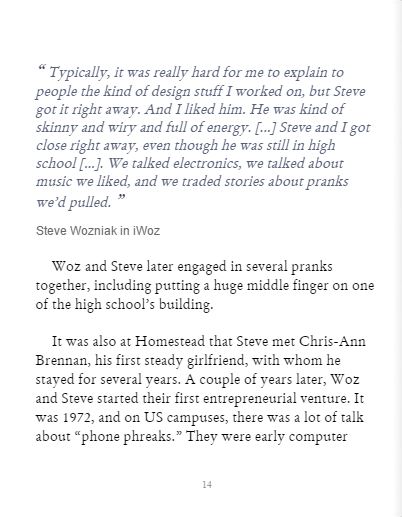 “ Typically, it was really hard for me to explain to
people the kind of design stuff I worked on, but Steve
got it right away. And I liked him. He was kind of
skinny and wiry and full of energy. [...] Steve and I got
close right away, even though he was still in high
school [...]. We talked electronics, we talked about
music we liked, and we traded stories about pranks
we’d pulled. ”
Steve Wozniak in iWoz
Woz and Steve later engaged in several pranks
together, including putting a huge middle finger on one
of the high school’s building.
It was also at Homestead that Steve met Chris-Ann
Brennan, his first steady girlfriend, with whom he
stayed for several years. A couple of years later, Woz
and Steve started their first entrepreneurial venture. It
was 1972, and on US campuses, there was a lot of talk
about “phone phreaks.” They were early computer
14